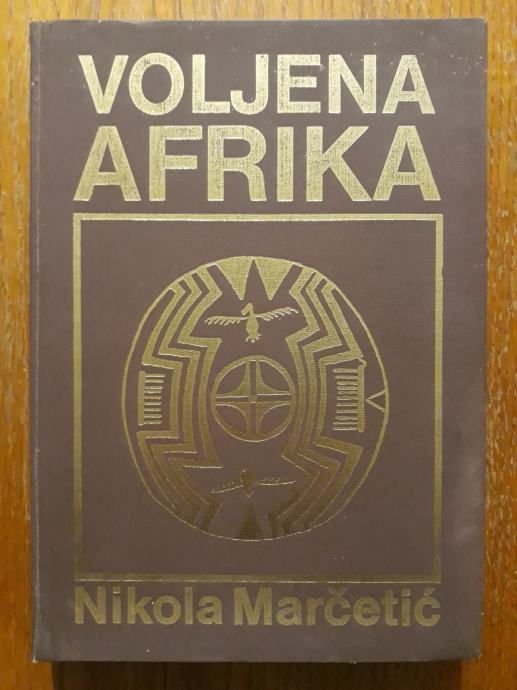 VOLJENA
AFRIKA
Nikola Marčetić